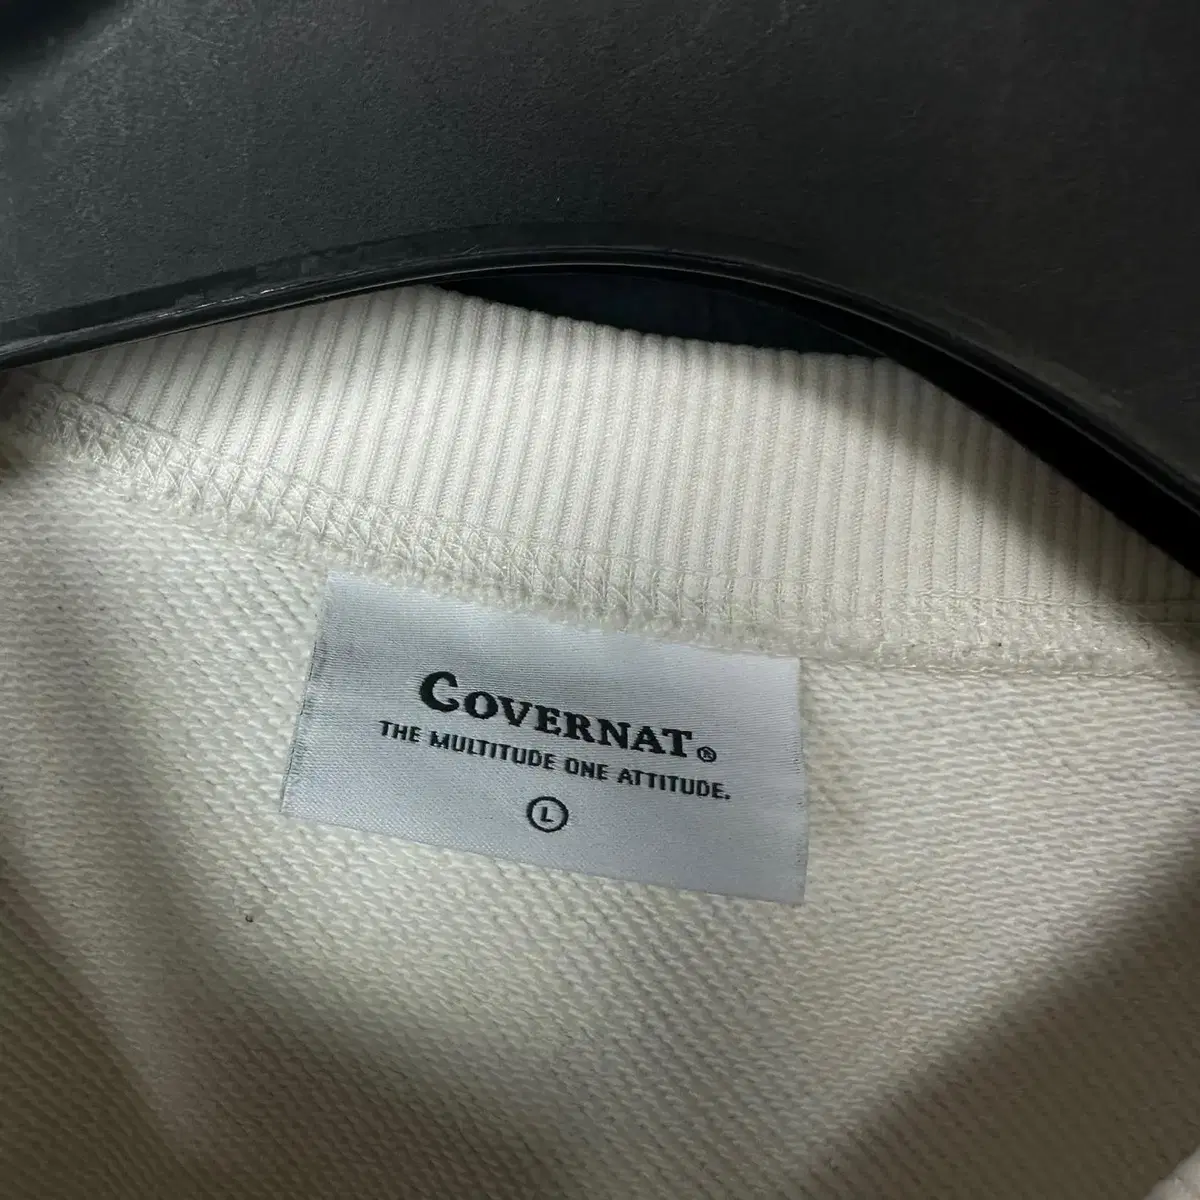 COVERNAT®
THE MULTITUDE ONE ATTITUDE.
L